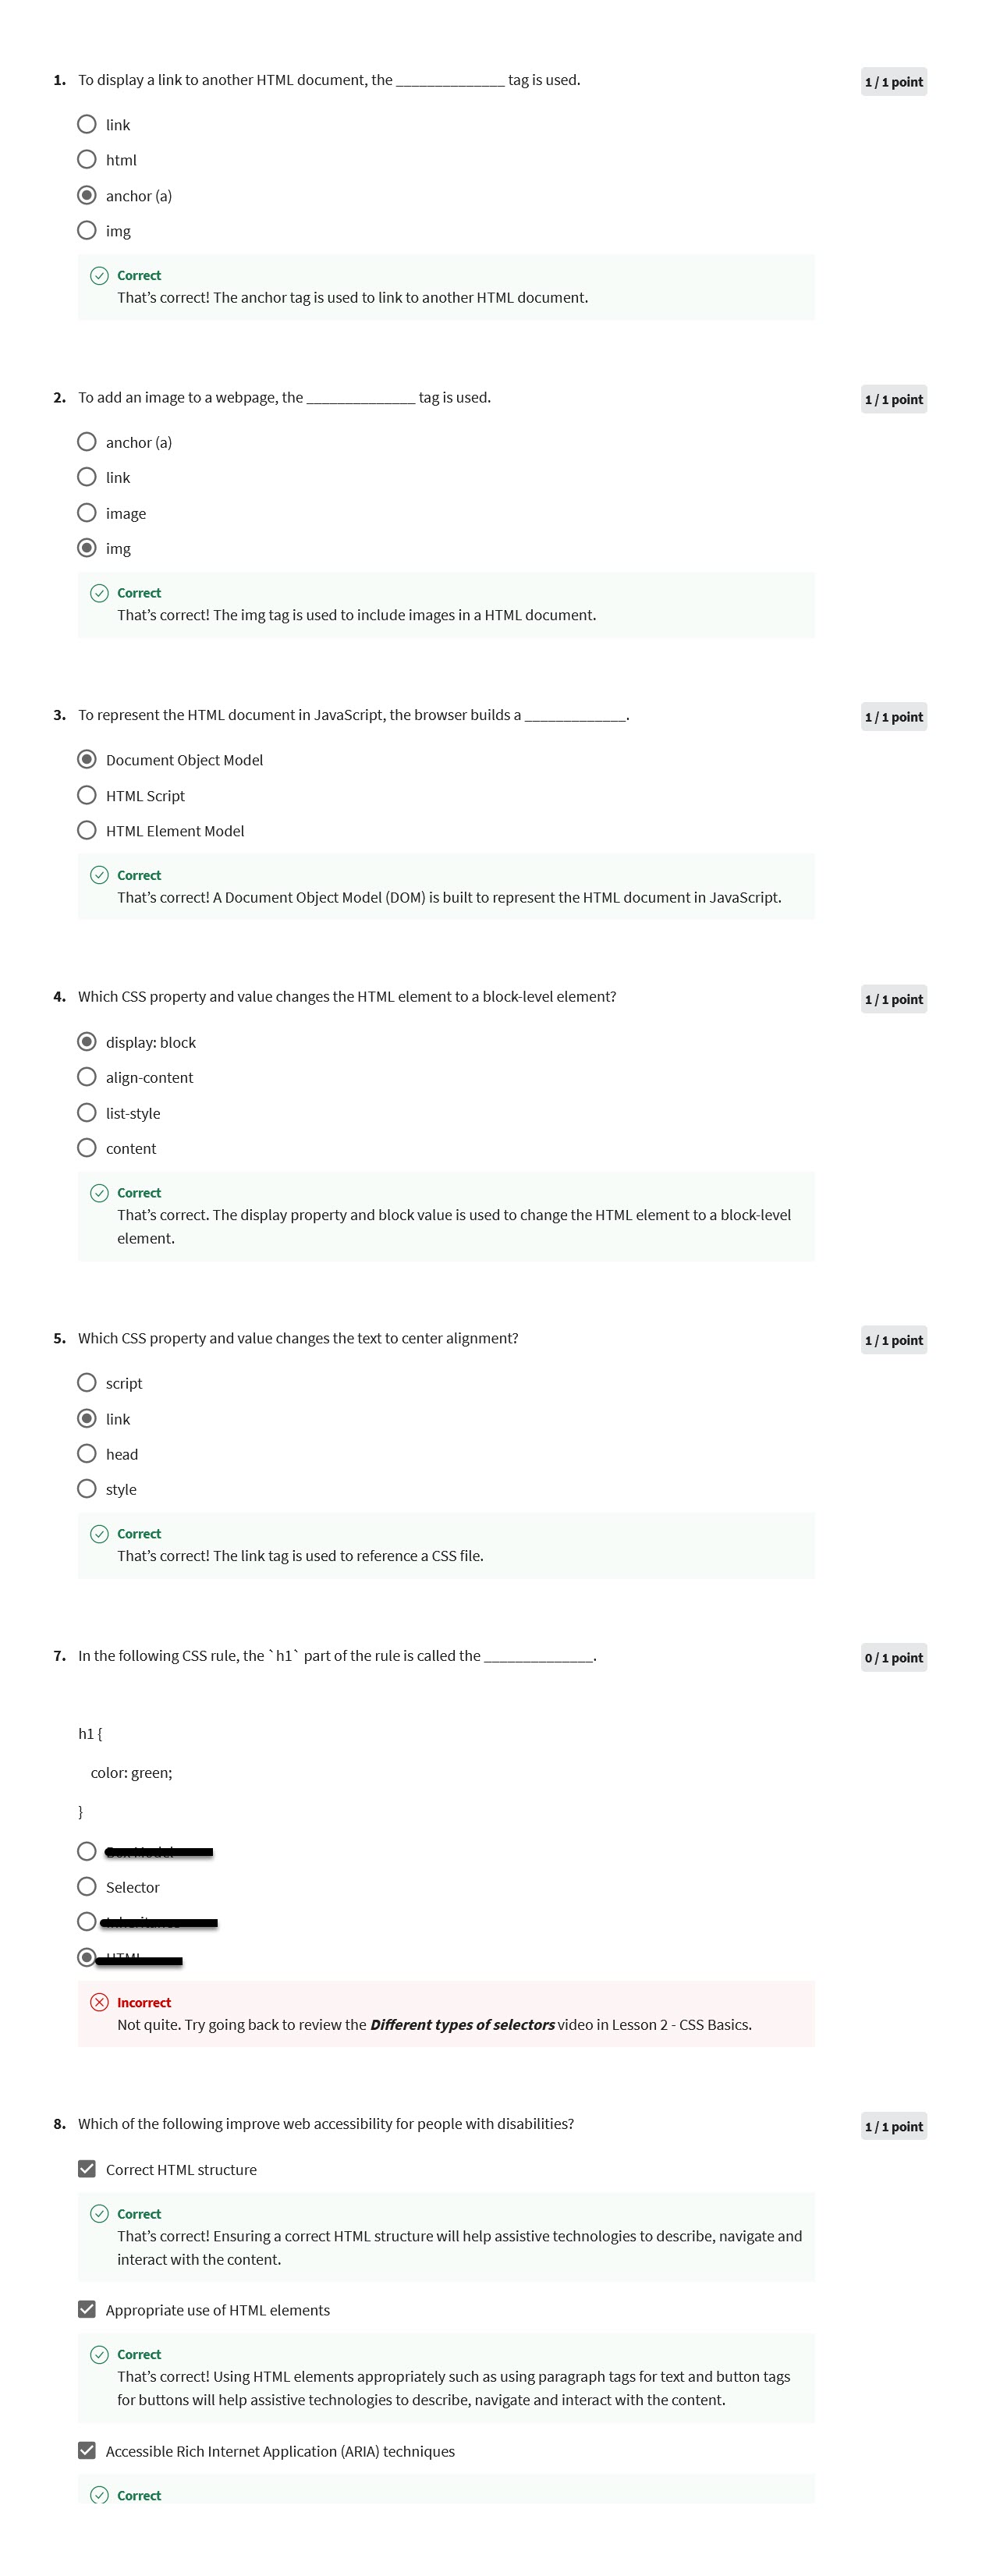 1. To display a link to another HTML document, the ______________ tag is used. 1 / 1 point
link
html
anchor (a)
img
Correct
That's correct! The anchor tag is used to link to another HTML document.
2. To add an image to a webpage, the ______________ tag is used. 1 / 1 point
anchor (a)
link
image
img
Correct
That's correct! The img tag is used to include images in a HTML document.
3. To represent the HTML document in JavaScript, the browser builds a _____________. 1 / 1 point
Document Object Model
HTML Script
HTML Element Model
Correct
That's correct! A Document Object Model (DOM) is built to represent the HTML document in JavaScript.
4. Which CSS property and value changes the HTML element to a block-level element? 1 / 1 point
display: block
align-content
list-style
content
Correct
That's correct. The display property and block value is used to change the HTML element to a block-level
element.
5. Which CSS property and value changes the text to center alignment? 1 / 1 point
script
link
head
style
Correct
That's correct! The link tag is used to reference a CSS file.
7. In the following CSS rule, the `h1` part of the rule is called the ______________. 0 / 1 point
h1 {
color: green;
}
Selector
Incorrect
Not quite. Try going back to review the Different types of selectors video in Lesson 2 - CSS Basics.
8. Which of the following improve web accessibility for people with disabilities? 1 / 1 point
Correct HTML structure
Correct
That's correct! Ensuring a correct HTML structure will help assistive technologies to describe, navigate and
interact with the content.
Appropriate use of HTML elements
Correct
That's correct! Using HTML elements appropriately such as using paragraph tags for text and button tags
for buttons will help assistive technologies to describe, navigate and interact with the content.
Accessible Rich Internet Application (ARIA) techniques
Correct